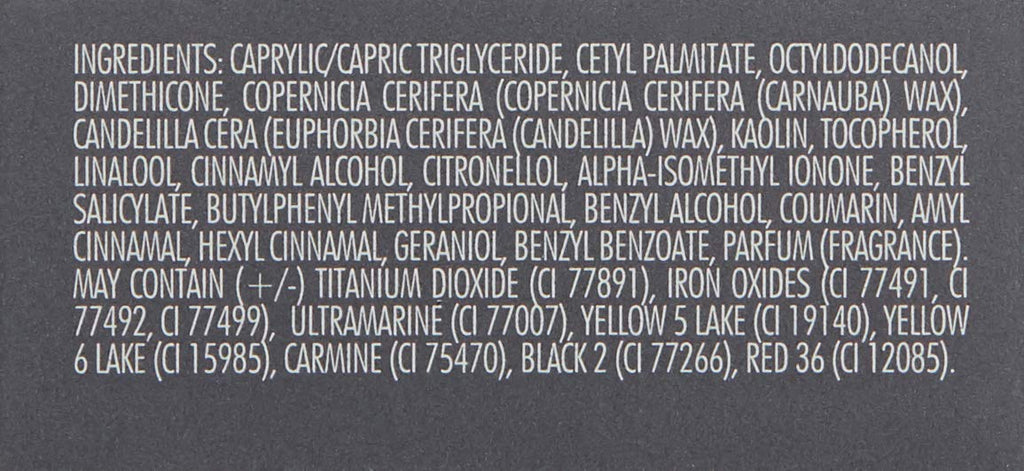 INGREDIENTS: CAPRYLIC/CAPRIC TRIGLYCERIDE, CETYL PALMITATE, OCTYLDODECANOL,
DIMETHICONE, COPERNICIA CERIFERA (COPERNICIA CERIFERA (CARNAUBA) WAX),
CANDELILLA CERA (EUPHORBIA CERIFERA (CANDELILLA) WAX), KAOLIN, TOCOPHEROL,
LINALOOL, CINNAMYL ALCOHOL, CITRONELLOL, ALPHA-ISOMETHYL IONONE, BENZYL
SALICYLATE, BUTYLPHENYL METHYLPROPIONAL, BENZYL ALCOHOL, COUMARIN, AMYL
CINNAMAL, HEXYL CINNAMAL, GERANIOL, BENZYL BENZOATE, PARFUM (FRAGRANCE).
MAY CONTAIN (+/-) TITANIUM DIOXIDE (CI 77891), IRON OXIDES (CI 77491, CI
77492, CI 77499), ULTRAMARINE (CI 77007), YELLOW 5 LAKE (CI 19140), YELLOW
6 LAKE (CI 15985), CARMINE (CI 75470), BLACK 2 (CI 77266), RED 36 (CI 12085).